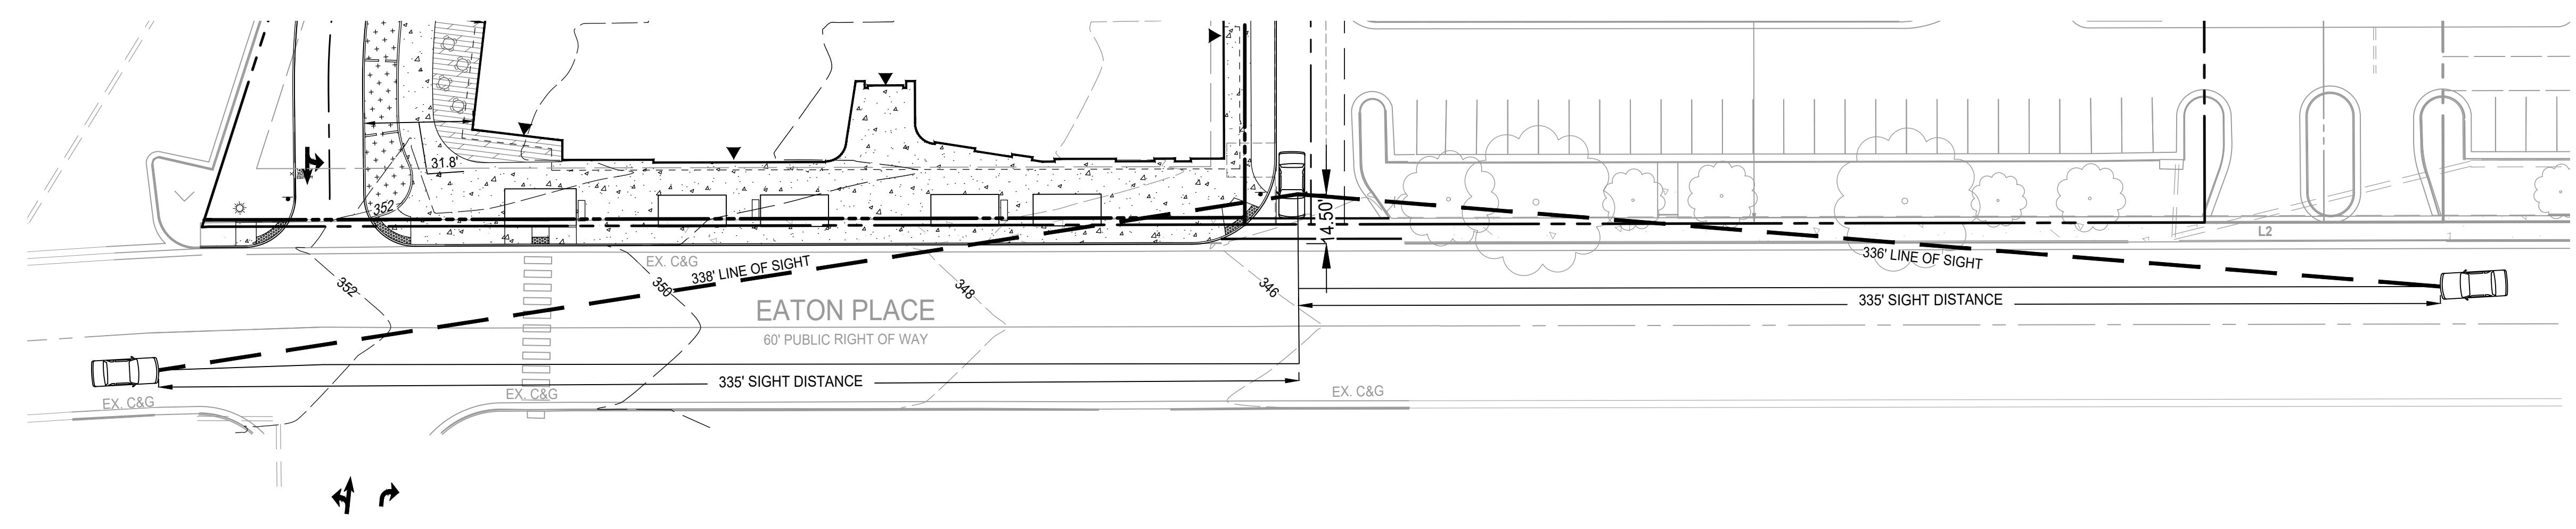 31.8'
352
14.50'
L2
EX. C&G
338' LINE OF SIGHT
336' LINE OF SIGHT
352
350
348
346
EATON PLACE
60' PUBLIC RIGHT OF WAY
335' SIGHT DISTANCE
335' SIGHT DISTANCE
EX. C&G
EX. C&G
EX. C&G